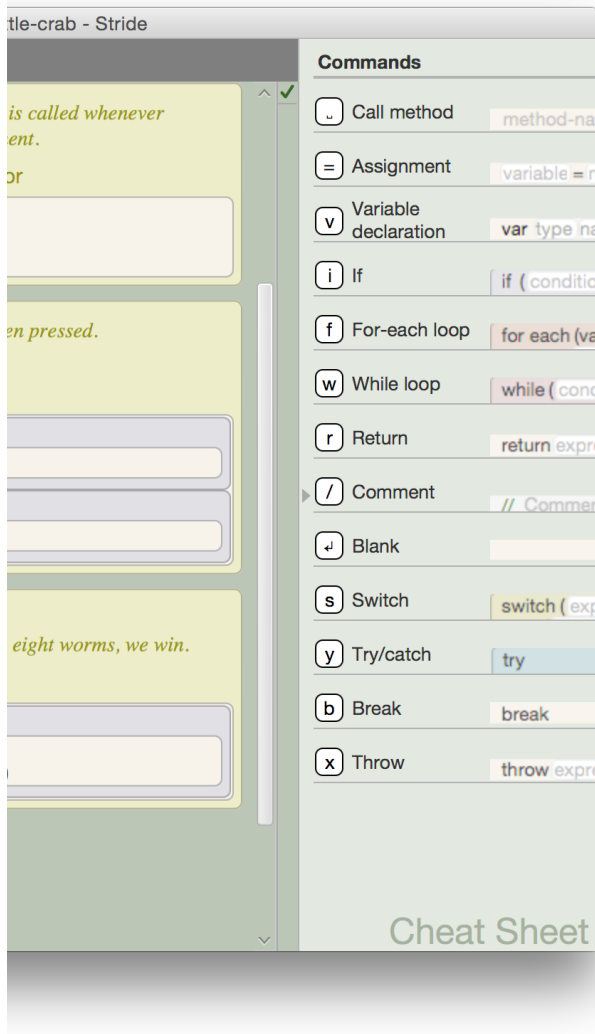 tle-crab - Stride
is called whenever
ent.
or
en pressed.
eight worms, we win.
)
Commands
␣ Call method method-na
= Assignment variable =
v Variable
declaration var type na
i If if ( conditio
f For-each loop for each (va
w While loop while ( cond
r Return return expre
/ Comment // Commen
↲ Blank
s Switch switch ( exp
y Try/catch try
b Break break
x Throw throw expre
Cheat Sheet